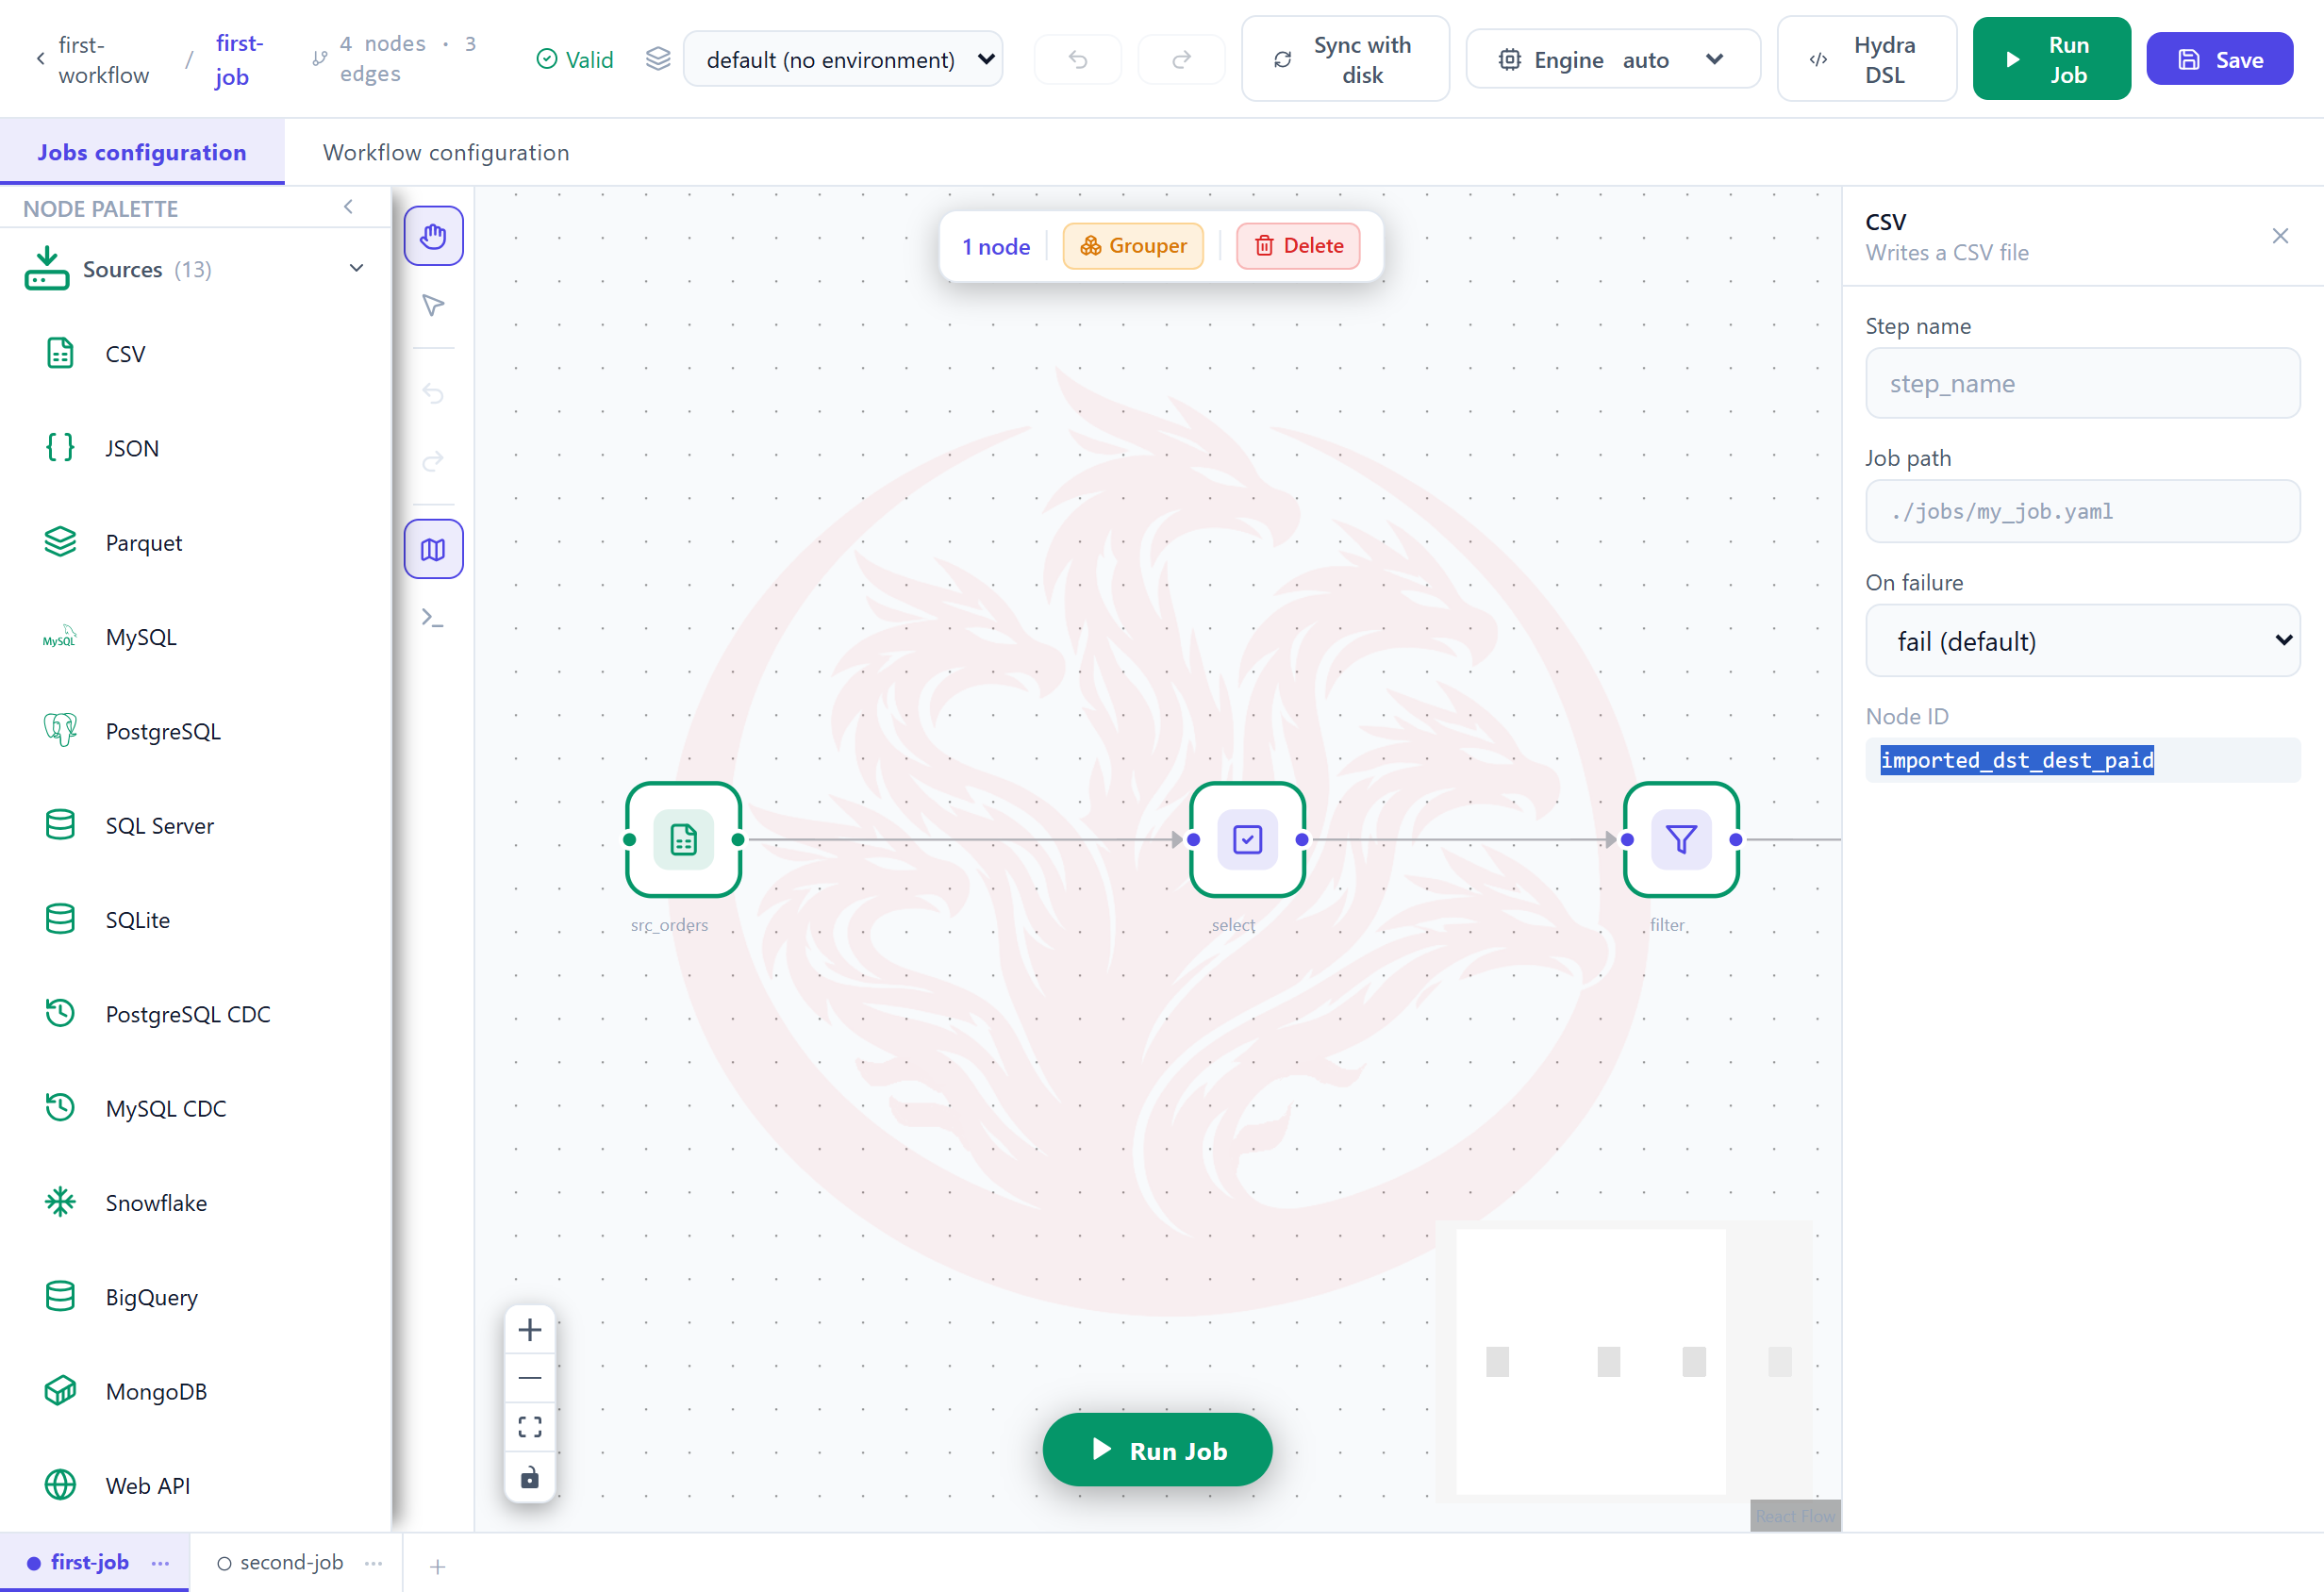 first-
workflow
/
first-
job
4 nodes · 3
edges
Valid
default (no environment)
Sync with
disk
Engine auto
Hydra
DSL
Run
Job
Save
Jobs configuration
Workflow configuration
NODE PALETTE
Sources (13)
CSV
JSON
Parquet
MySQL
MySQL
PostgreSQL
SQL Server
SQLite
PostgreSQL CDC
MySQL CDC
Snowflake
BigQuery
MongoDB
Web API
1 node
Grouper
Delete
src_orders
select
filter
Run Job
React Flow
CSV
Writes a CSV file
Step name
step_name
Job path
./jobs/my_job.yaml
On failure
fail (default)
Node ID
imported_dst_dest_paid
first-job ···
second-job ···
+